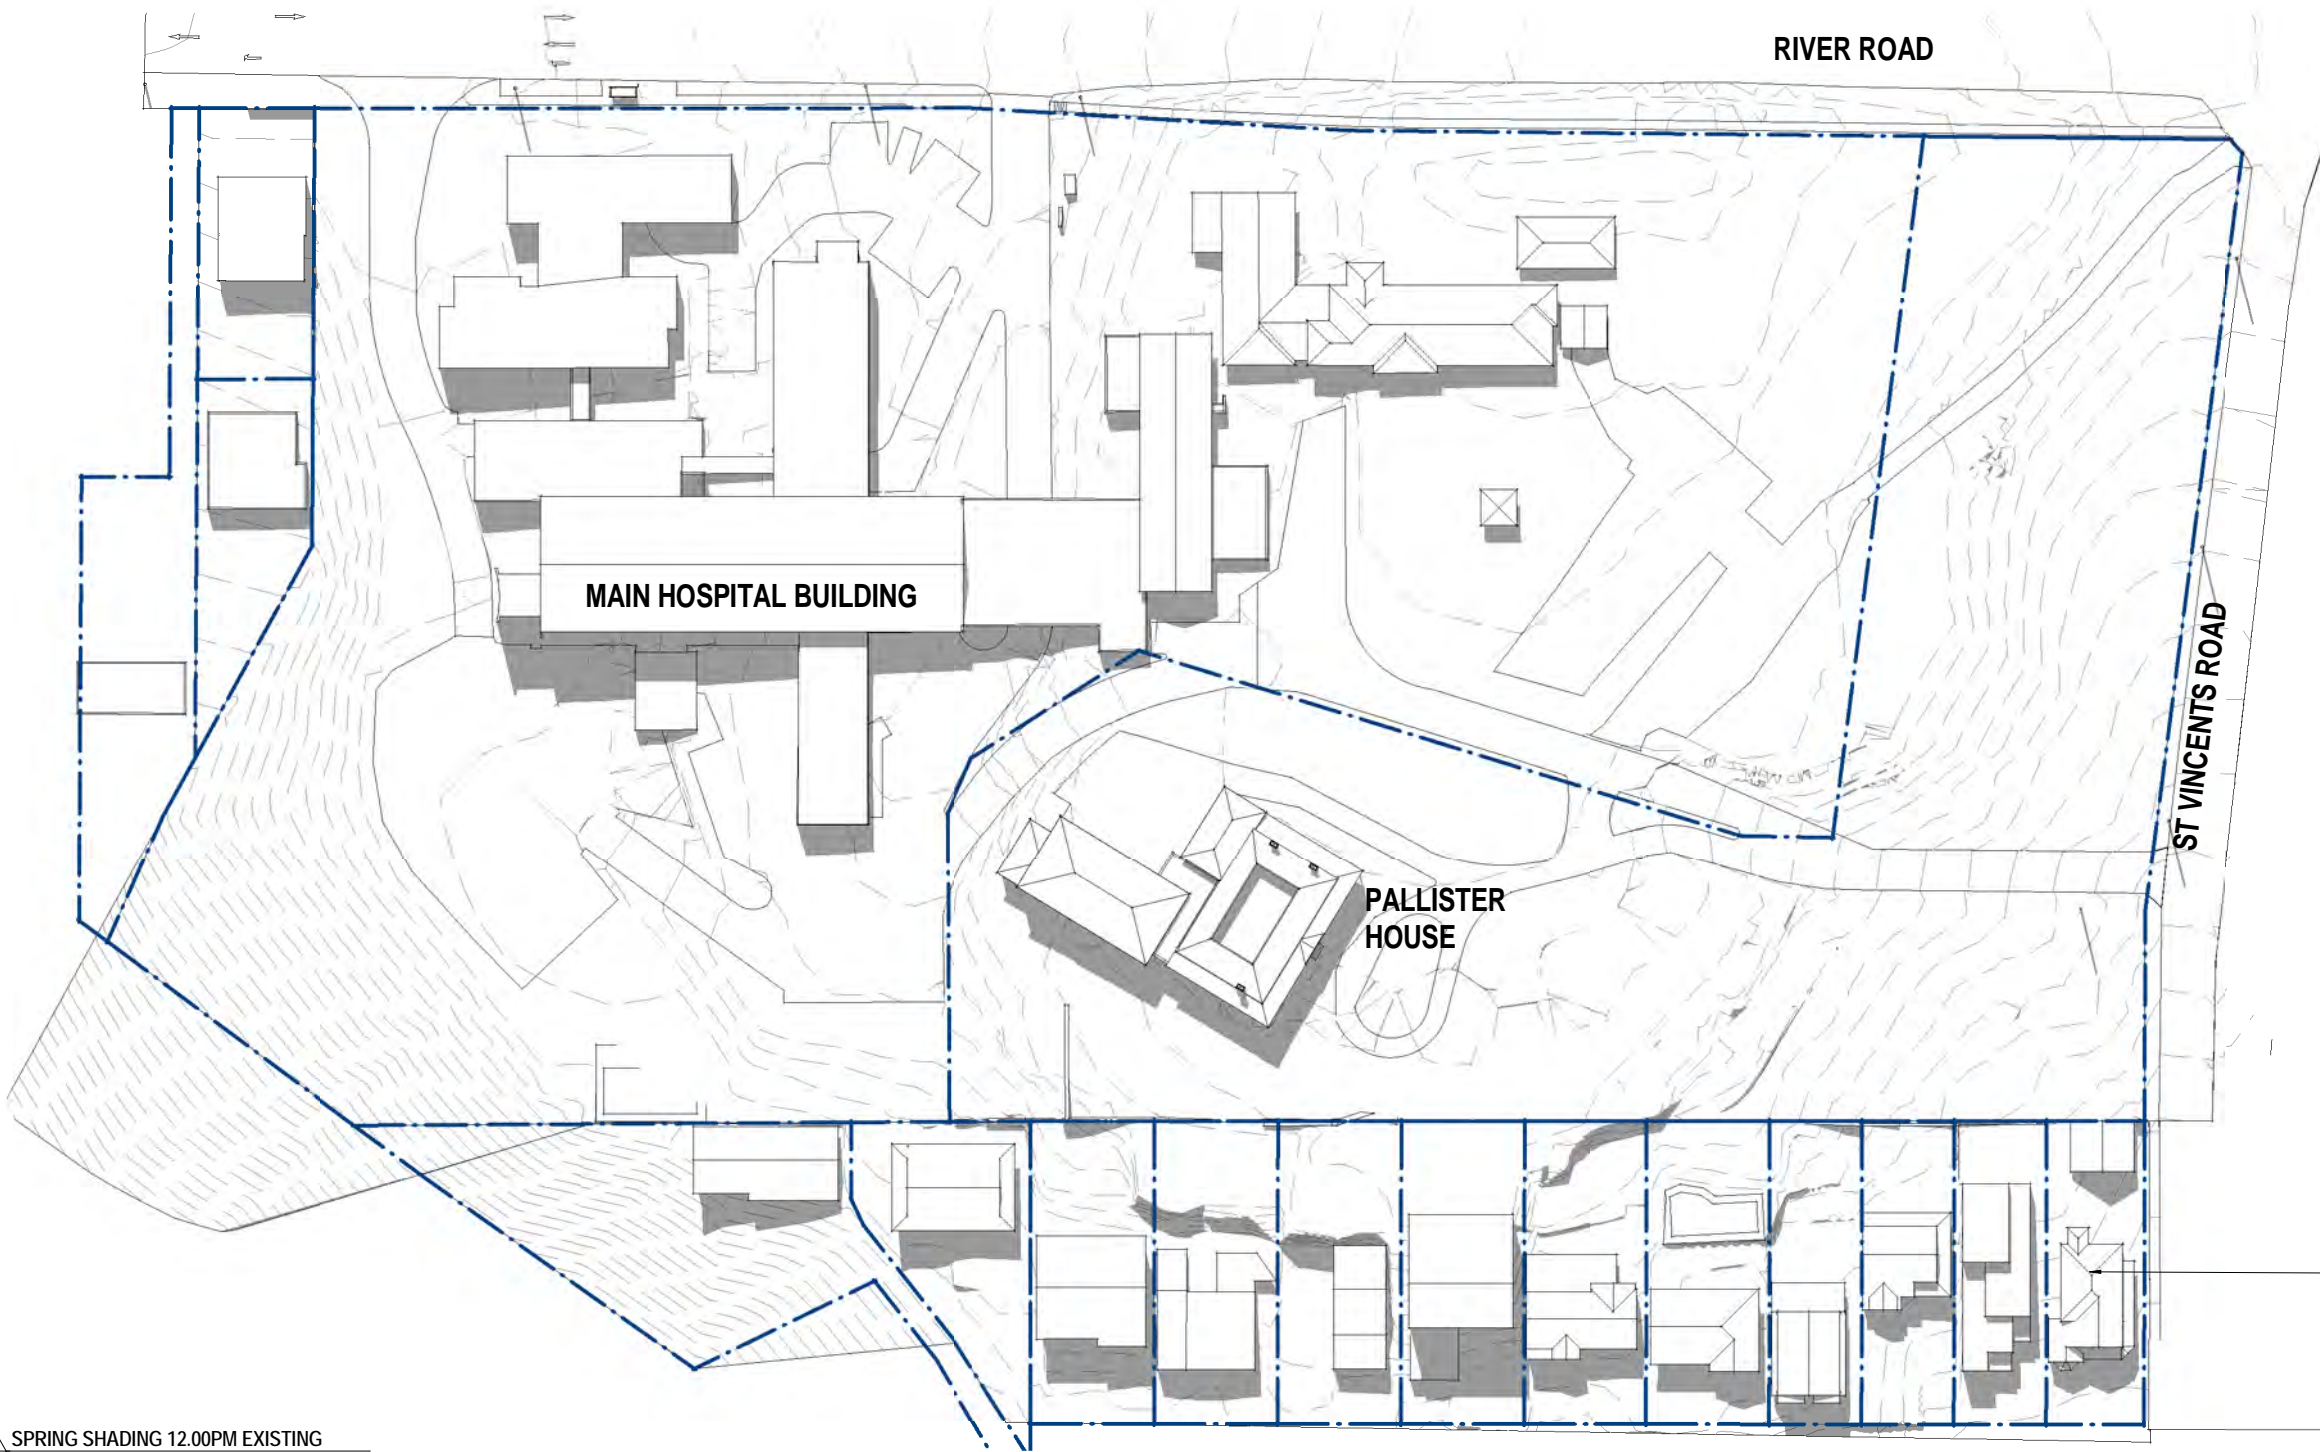 RIVER ROAD
MAIN HOSPITAL BUILDING
ST VINCENTS ROAD
PALLISTER
HOUSE
SPRING SHADING 12.00PM EXISTING